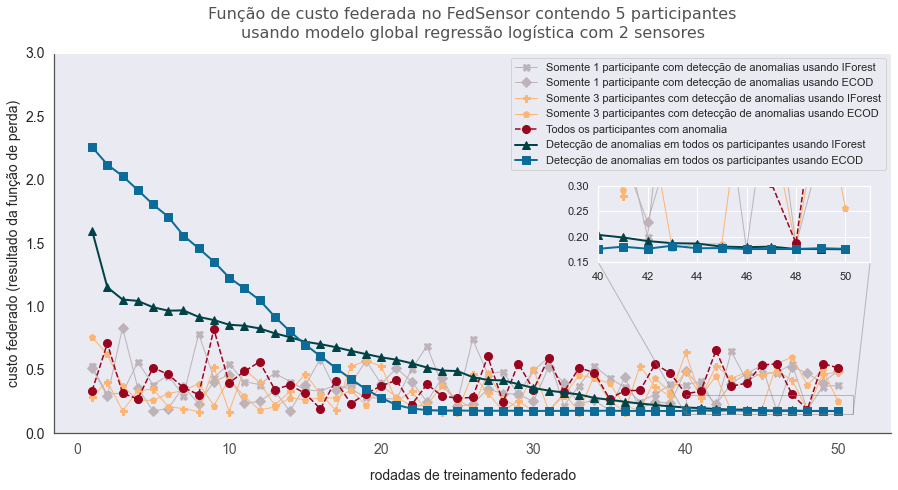 Função de custo federada no FedSensor contendo 5 participantes
usando modelo global regressão logística com 2 sensores
custo federado (resultado da função de perda)
3.0
2.5
2.0
1.5
1.0
0.5
0.0
Somente 1 participante com detecção de anomalias usando IForest
Somente 1 participante com detecção de anomalias usando ECOD
Somente 3 participantes com detecção de anomalias usando IForest
Somente 3 participantes com detecção de anomalias usando ECOD
Todos os participantes com anomalia
Detecção de anomalias em todos os participantes usando IForest
Detecção de anomalias em todos os participantes usando ECOD
0.30
0.25
0.20
0.15
40 42 44 46 48 50
0 10 20 30 40 50
rodadas de treinamento federado